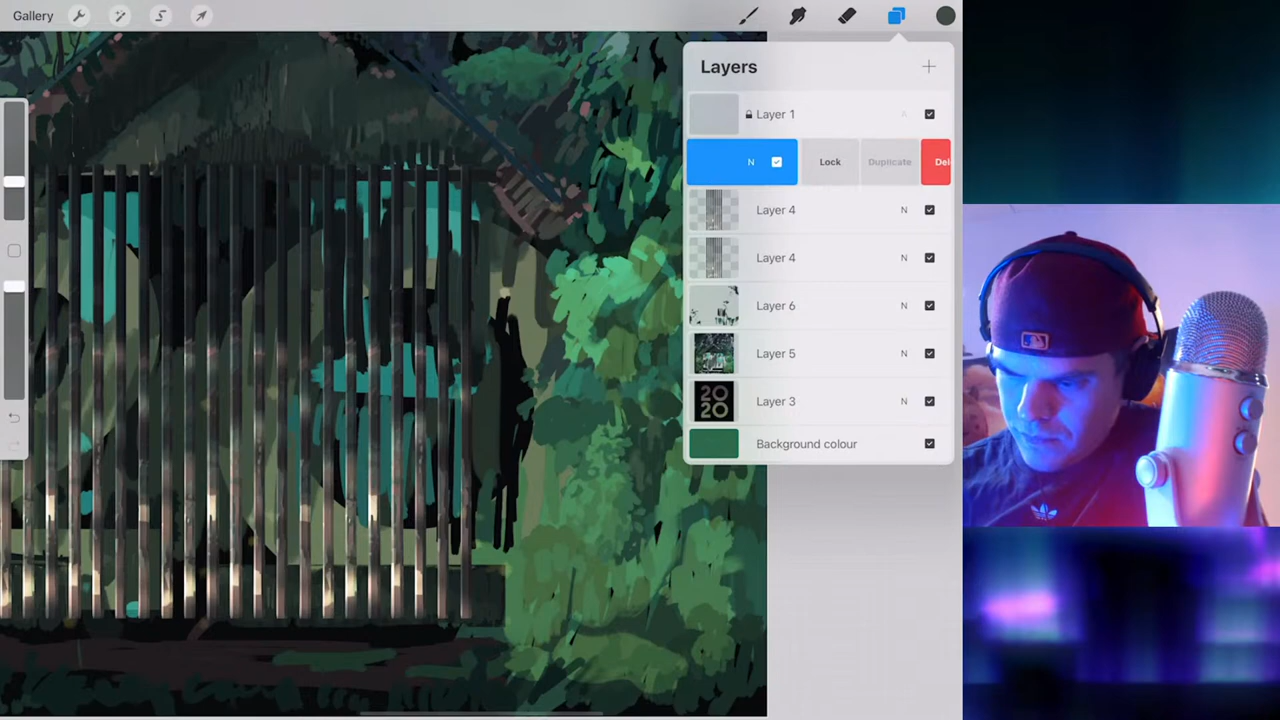 Gallery
Layers
Layer 1
N
Lock
Duplicate
Del
Layer 4
N
Layer 4
N
Layer 6
N
Layer 5
N
20
20
Layer 3
N
Background colour